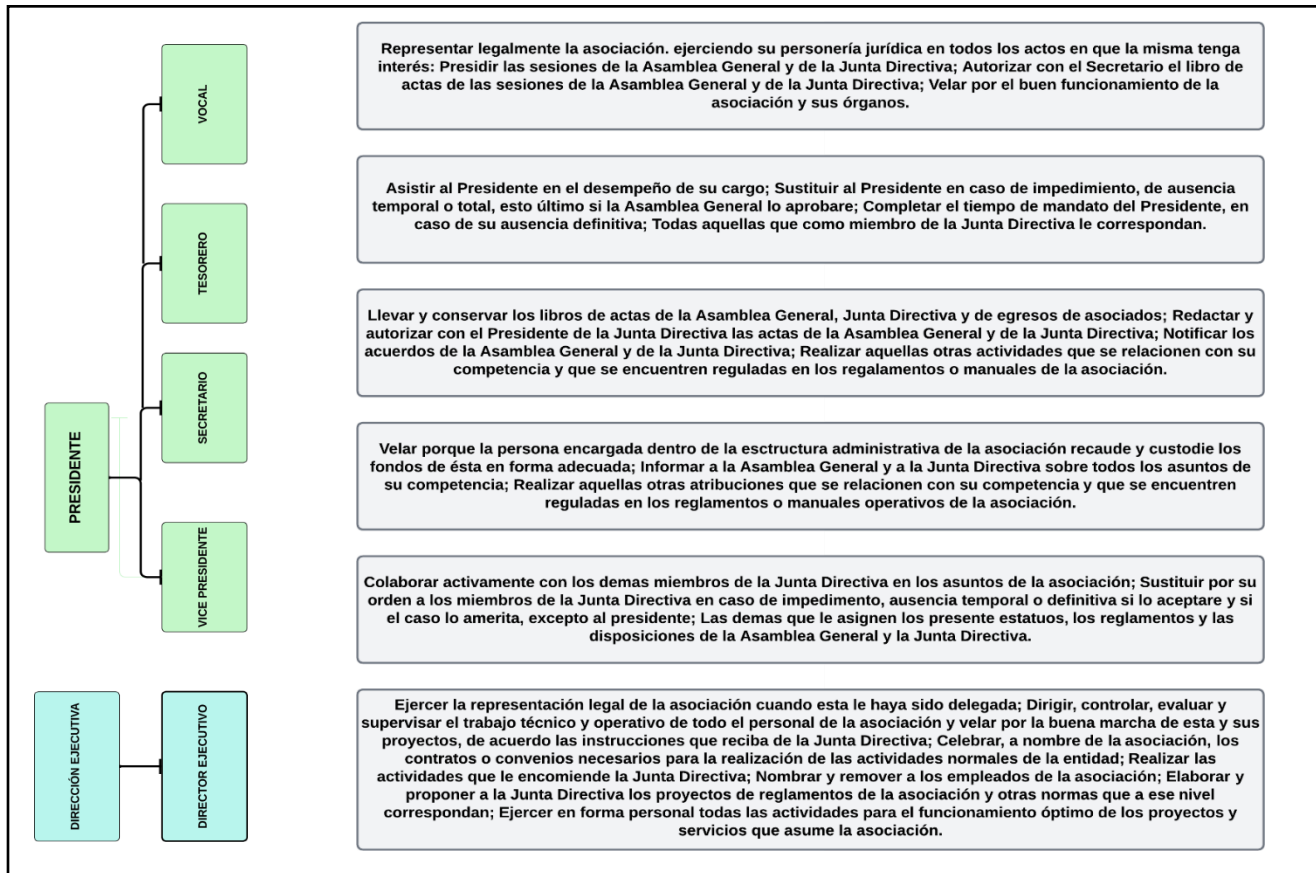 VOCAL
TESORERO
SECRETARIO
PRESIDENTE
VICE PRESIDENTE
DIRECCIÓN EJECUTIVA
DIRECTOR EJECUTIVO
Representar legalmente la asociación. ejerciendo su personería jurídica en todos los actos en que la misma tenga
interés: Presidir las sesiones de la Asamblea General y de la Junta Directiva; Autorizar con el Secretario el libro de
actas de las sesiones de la Asamblea General y de la Junta Directiva; Velar por el buen funcionamiento de la
asociación y sus órganos.
Asistir al Presidente en el desempeño de su cargo; Sustituir al Presidente en caso de impedimento, de ausencia
temporal o total, esto último si la Asamblea General lo aprobare; Completar el tiempo de mandato del Presidente, en
caso de su ausencia definitiva; Todas aquellas que como miembro de la Junta Directiva le correspondan.
Llevar y conservar los libros de actas de la Asamblea General, Junta Directiva y de egresos de asociados; Redactar y
autorizar con el Presidente de la Junta Directiva las actas de la Asamblea General y de la Junta Directiva; Notificar los
acuerdos de la Asamblea General y de la Junta Directiva; Realizar aquellas otras actividades que se relacionen con su
competencia y que se encuentren reguladas en los regalamentos o manuales de la asociación.
Velar porque la persona encargada dentro de la esctructura administrativa de la asociación recaude y custodie los
fondos de ésta en forma adecuada; Informar a la Asamblea General y a la Junta Directiva sobre todos los asuntos de
su competencia; Realizar aquellas otras atribuciones que se relacionen con su competencia y que se encuentren
reguladas en los reglamentos o manuales operativos de la asociación.
Colaborar activamente con los demas miembros de la Junta Directiva en los asuntos de la asociación; Sustituir por su
orden a los miembros de la Junta Directiva en caso de impedimento, ausencia temporal o definitiva si lo aceptare y si
el caso lo amerita, excepto al presidente; Las demas que le asignen los presente estatuos, los reglamentos y las
disposiciones de la Asamblea General y la Junta Directiva.
Ejercer la representación legal de la asociación cuando esta le haya sido delegada; Dirigir, controlar, evaluar y
supervisar el trabajo técnico y operativo de todo el personal de la asociación y velar por la buena marcha de esta y sus
proyectos, de acuerdo las instrucciones que reciba de la Junta Directiva; Celebrar, a nombre de la asociación, los
contratos o convenios necesarios para la realización de las actividades normales de la entidad; Realizar las
actividades que le encomiende la Junta Directiva; Nombrar y remover a los empleados de la asociación; Elaborar y
proponer a la Junta Directiva los proyectos de reglamentos de la asociación y otras normas que a ese nivel
correspondan; Ejercer en forma personal todas las actividades para el funcionamiento óptimo de los proyectos y
servicios que asume la asociación.